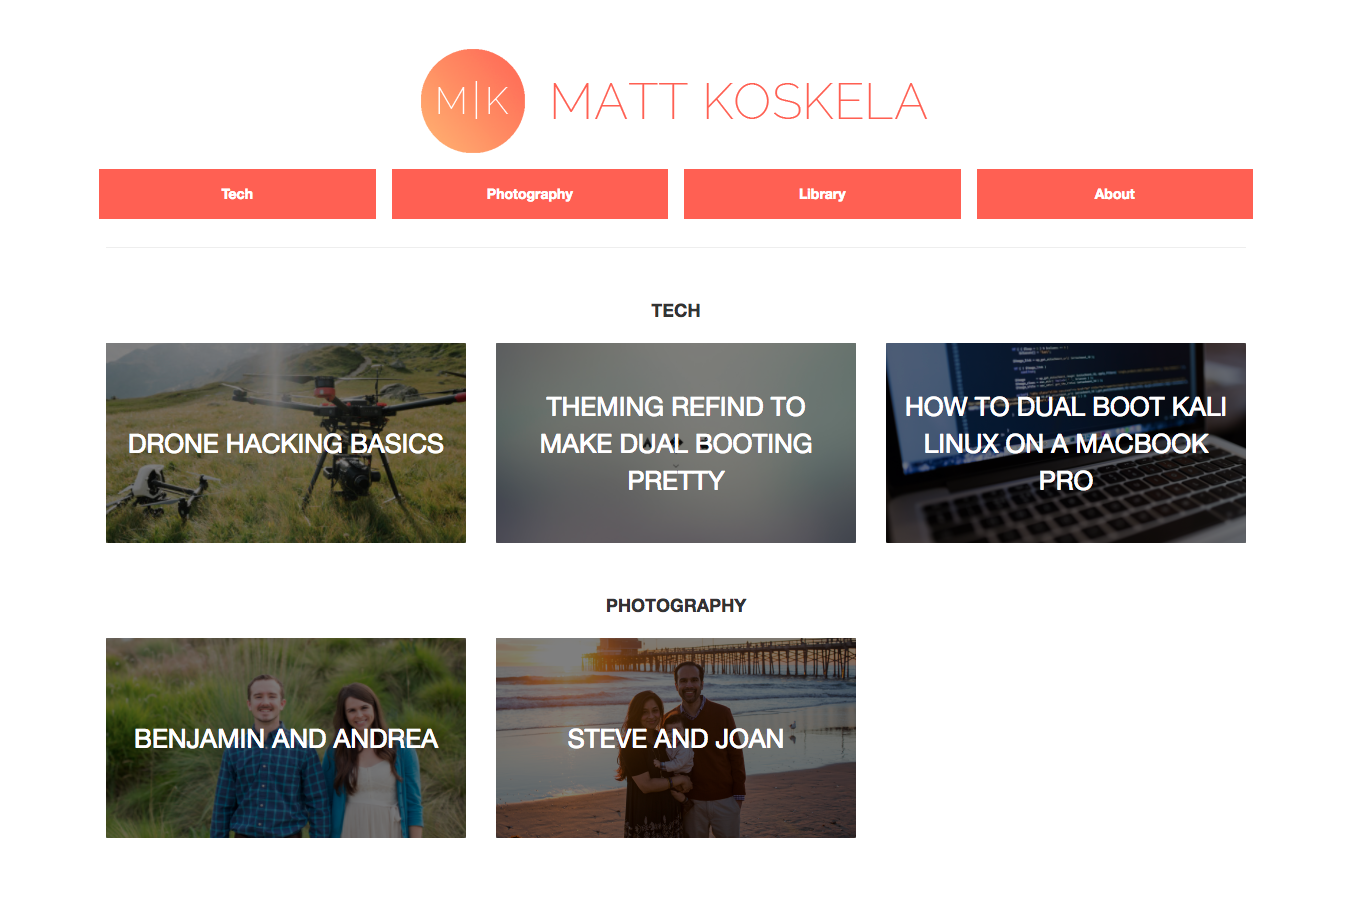 M|K MATT KOSKELA
Tech Photography Library About
TECH
DRONE HACKING BASICS
THEMING REFIND TO
MAKE DUAL BOOTING
PRETTY
HOW TO DUAL BOOT KALI
LINUX ON A MACBOOK
PRO
PHOTOGRAPHY
BENJAMIN AND ANDREA
STEVE AND JOAN